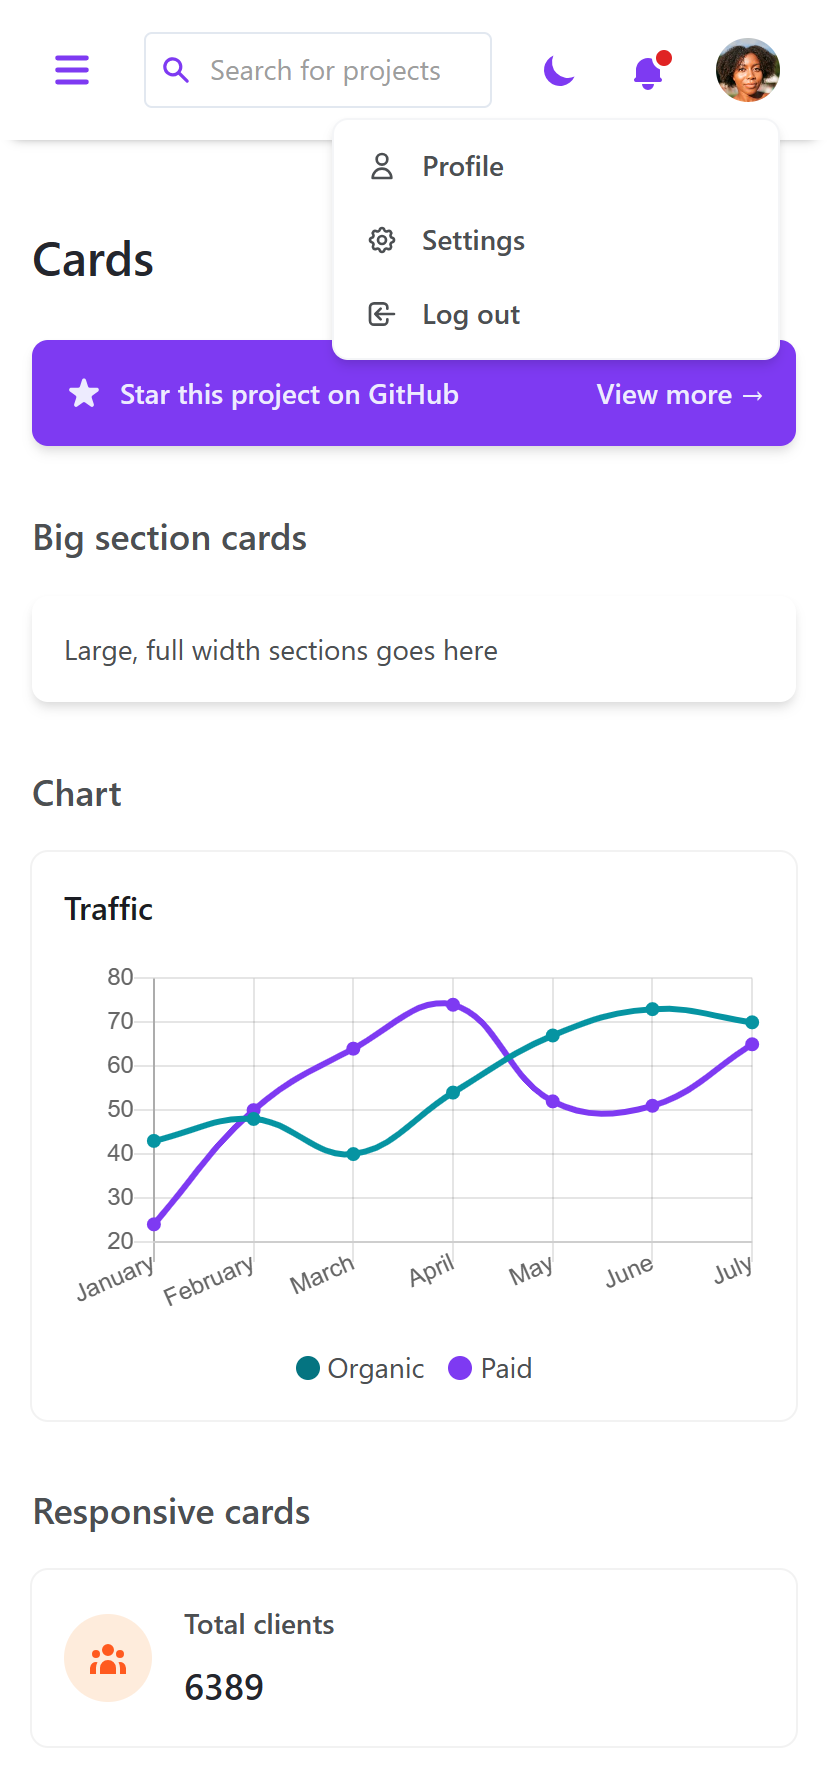 Search for projects
Profile
Settings
Log out
Cards
Star this project on GitHub
View more →
Big section cards
Large, full width sections goes here
Chart
Traffic
80
70
60
50
40
30
20
January
February
March
April
May
June
July
Organic
Paid
Responsive cards
Total clients
6389